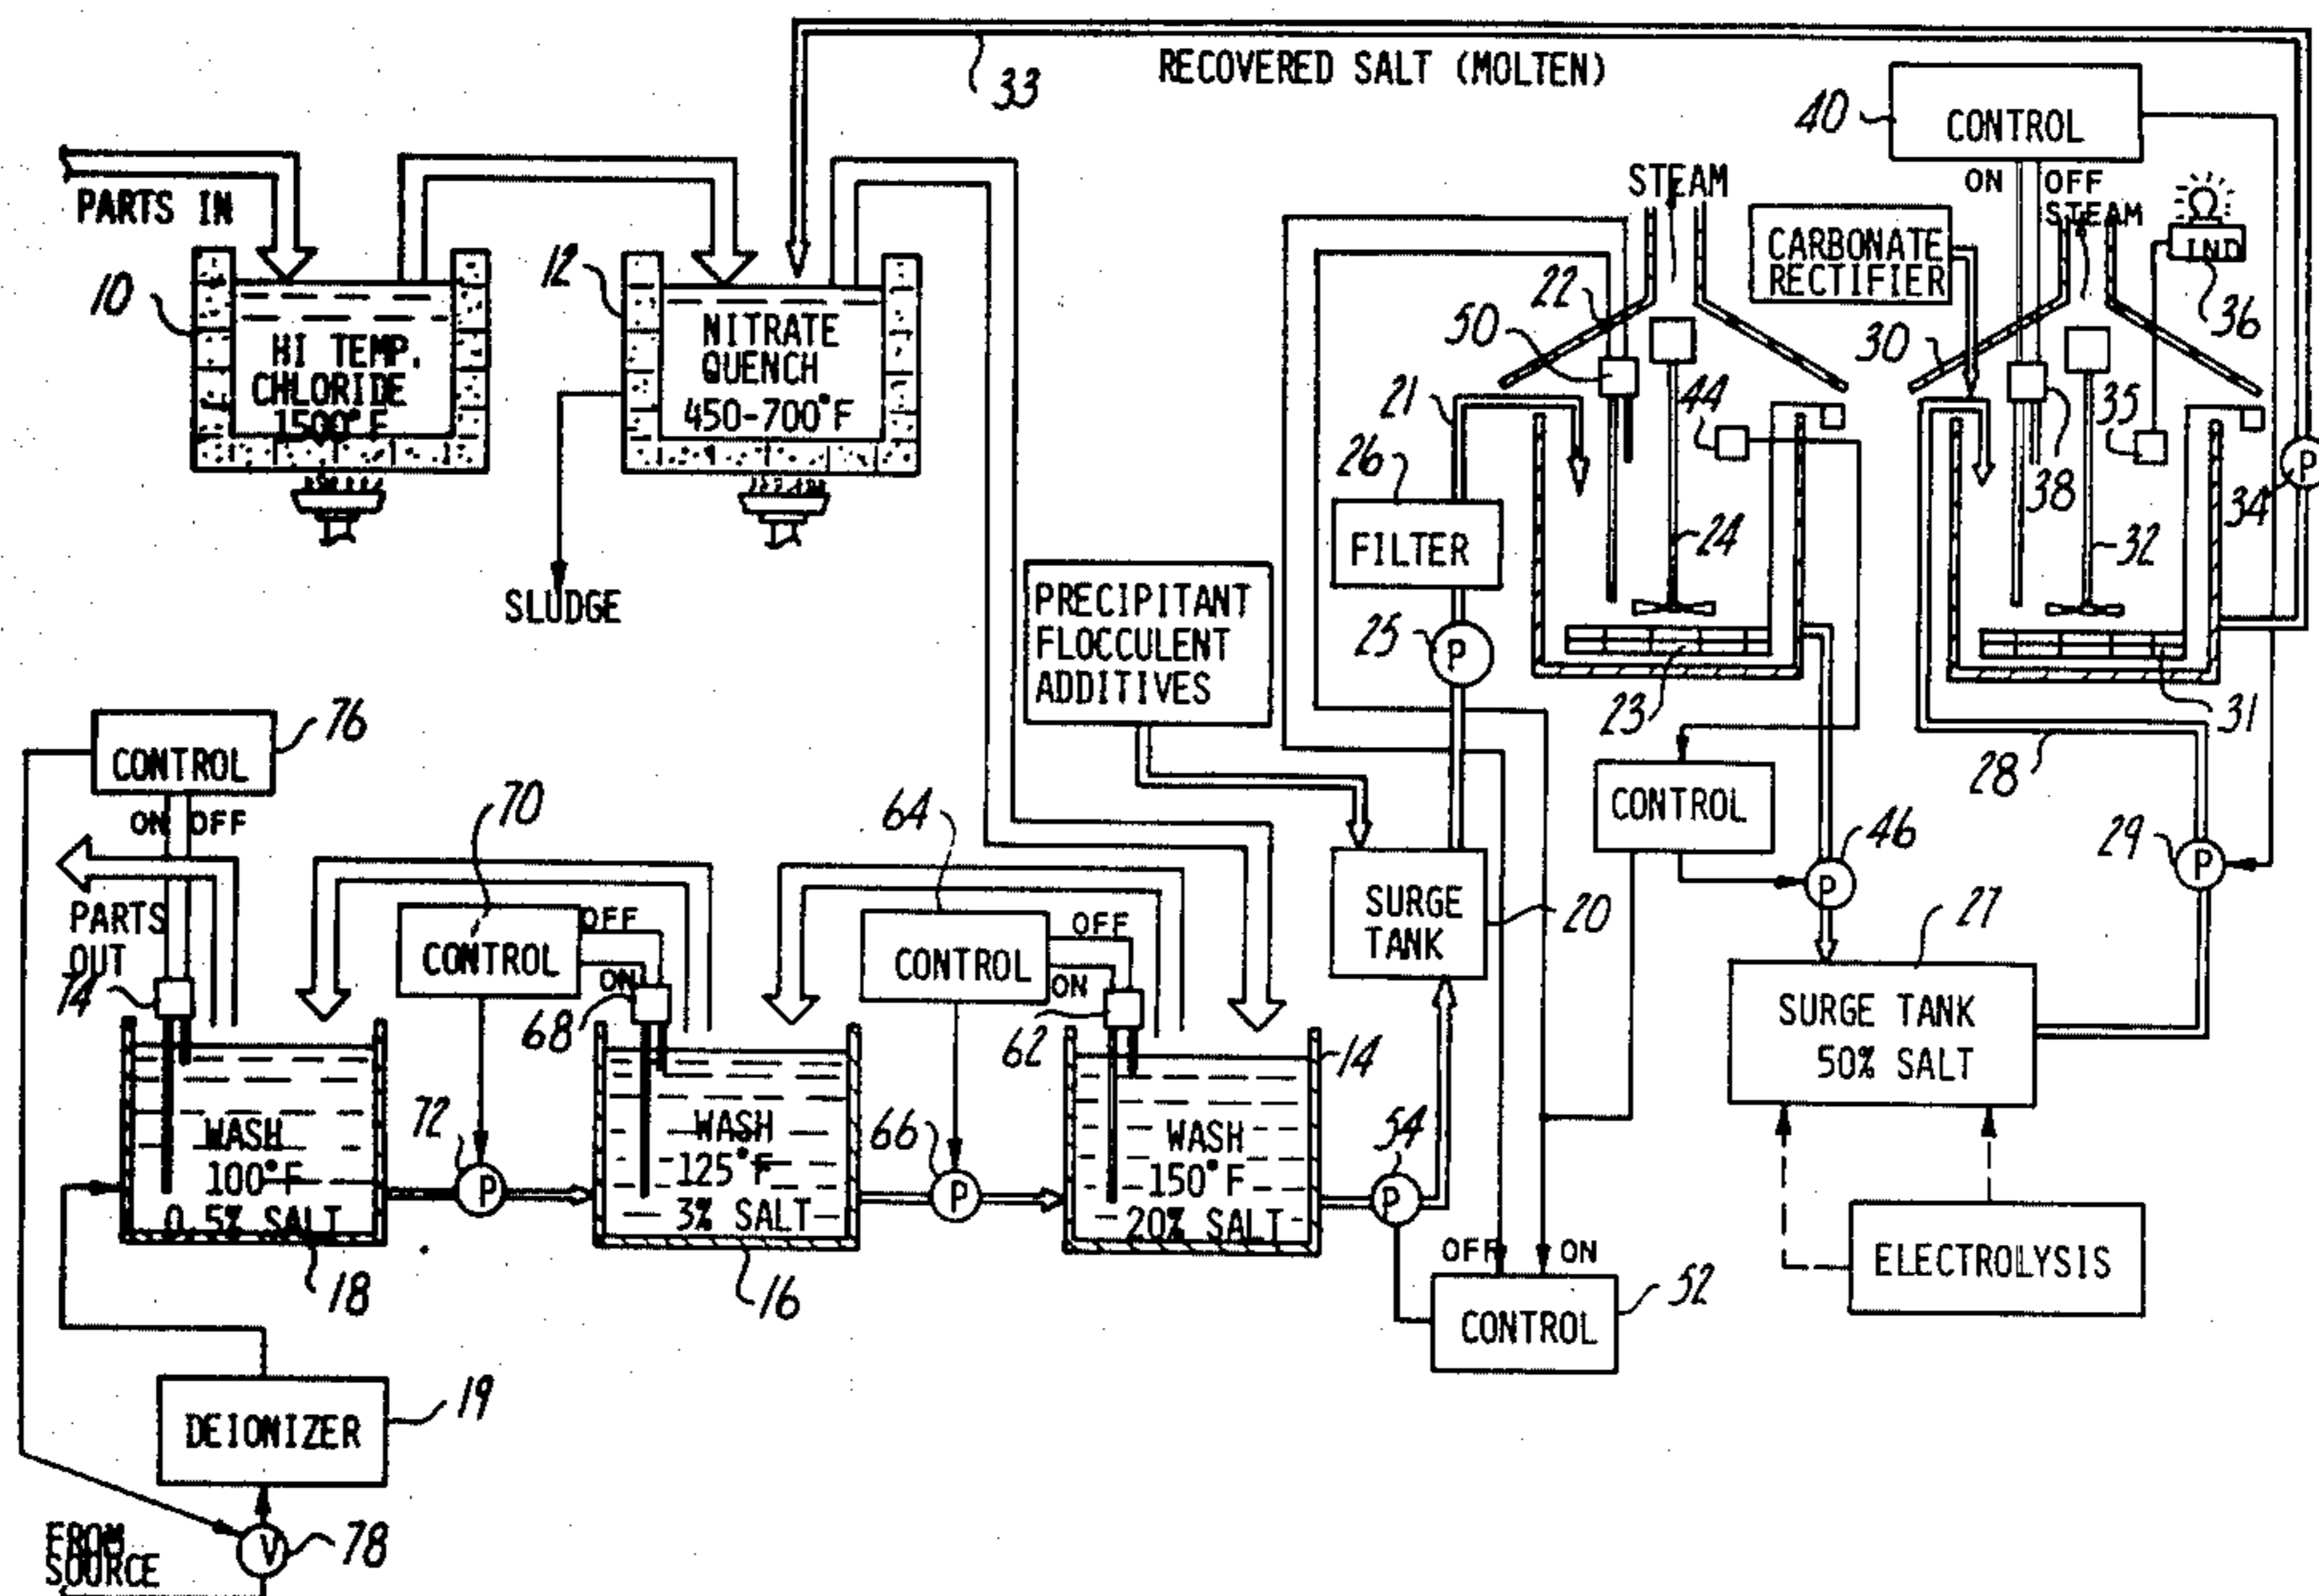 RECOVERED SALT (MOLTEN)
33
40
CONTROL
ON
OFF
STEAM
STEAM
PARTS IN
CARBONATE
RECTIFIER
IND
36
10
HI TEMP.
CHLORIDE
1500°F
12
NITRATE
QUENCH
450-700°F
SLUDGE
22
50
30
44
35
38
34
21
26
FILTER
24
32
25
P
P
23
31
28
PRECIPITANT
FLOCCULENT
ADDITIVES
CONTROL
46
P
29
P
76
CONTROL
ON
OFF
PARTS
OUT
74
70
CONTROL
OFF
ON
68
64
CONTROL
OFF
ON
62
SURGE
TANK
20
27
SURGE TANK
50% SALT
14
WASH
100°F
0.5% SALT
18
72
P
WASH
125°F
3% SALT
16
66
P
WASH
150°F
20% SALT
54
P
OFF
ON
CONTROL
52
ELECTROLYSIS
DEIONIZER
19
FROM
SOURCE
V
78